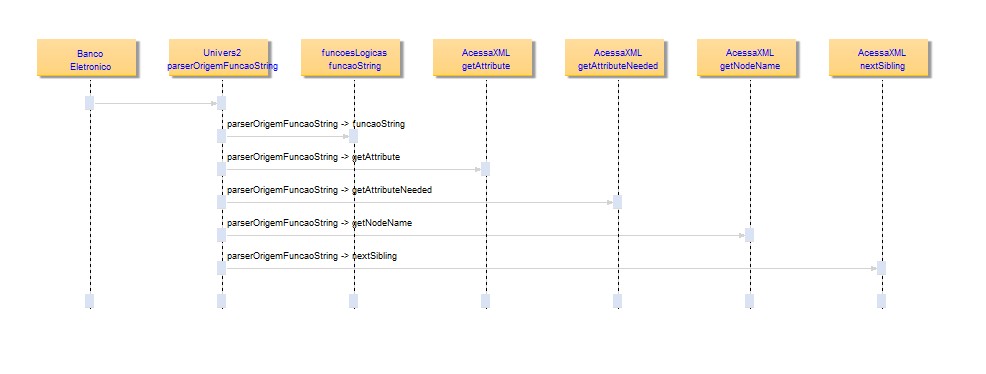 Banco
Eletronico
Univers2
parserOrigemFuncaoString
funcoesLogicas
funcaoString
AcessaXML
getAttribute
AcessaXML
getAttributeNeeded
AcessaXML
getNodeName
AcessaXML
nextSibling
parserOrigemFuncaoString -> funcaoString
parserOrigemFuncaoString -> getAttribute
parserOrigemFuncaoString -> getAttributeNeeded
parserOrigemFuncaoString -> getNodeName
parserOrigemFuncaoString -> nextSibling